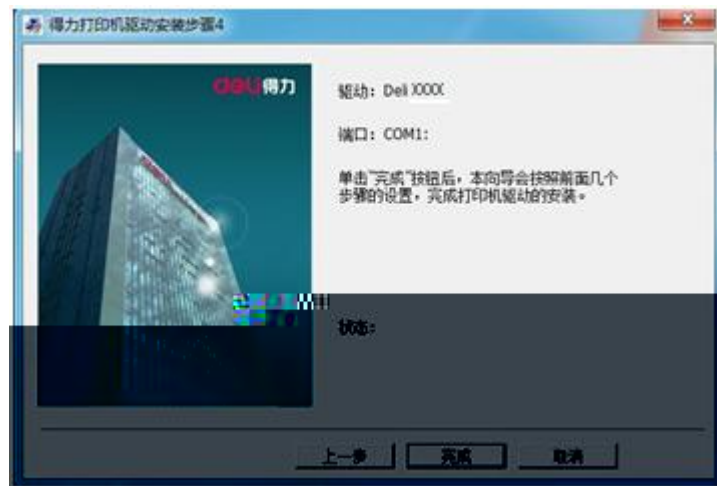 得力打印机驱动安装步骤4
deli得力
驱动：Deli XXXX
端口：COM1:
单击"完成"按钮后，本向导会按照前面几个
步骤的设置，完成打印机驱动的安装。
状态：
上一步
完成
取消